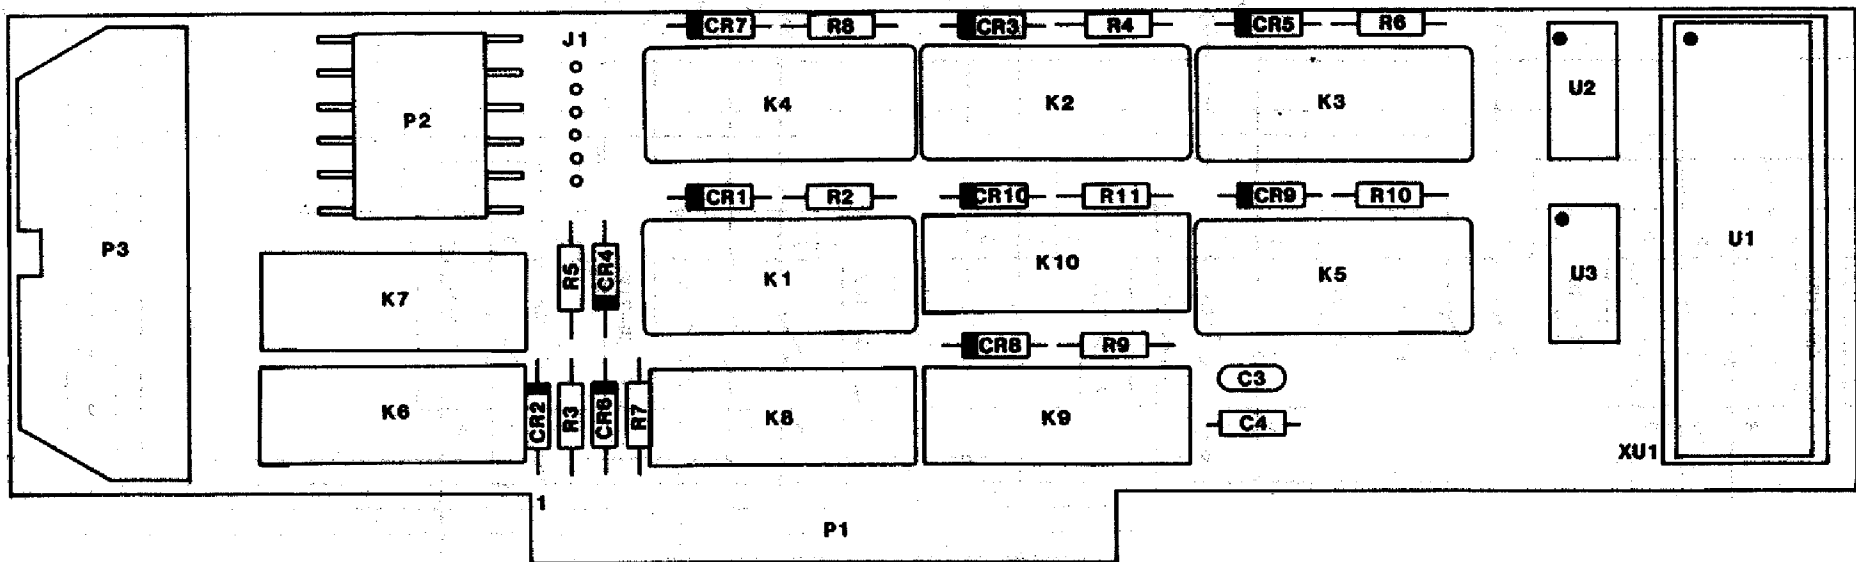 CR7 R8 CR3 R4 CR5 R6
J1
K4 K2 K3 U2
P2
CR1 R2 CR10 R11 CR9 R10
P3 U1
R5 CR4 K1 K10 K5 U3
K7
CR8 R9
C3
K6 CR2 R3 CR6 R7 K8 K9 C4
XU1
1
P1